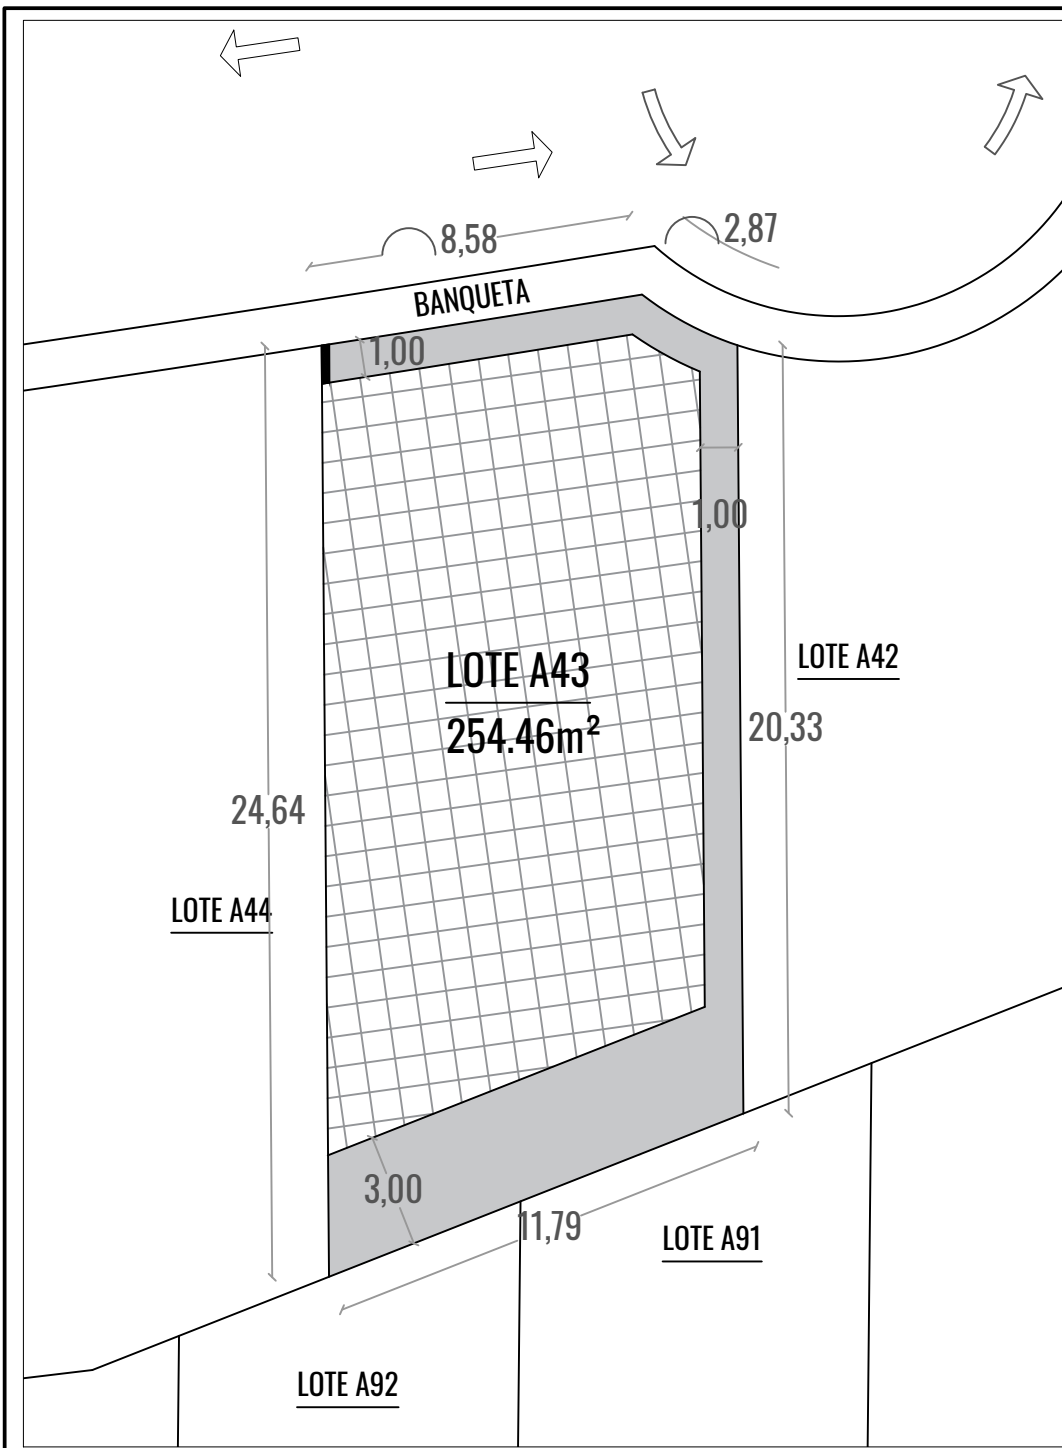 8,58
2,87
BANQUETA
1,00
1,00
LOTE A43
254.46m²
LOTE A42
20,33
24,64
LOTE A44
3,00
11,79
LOTE A91
LOTE A92